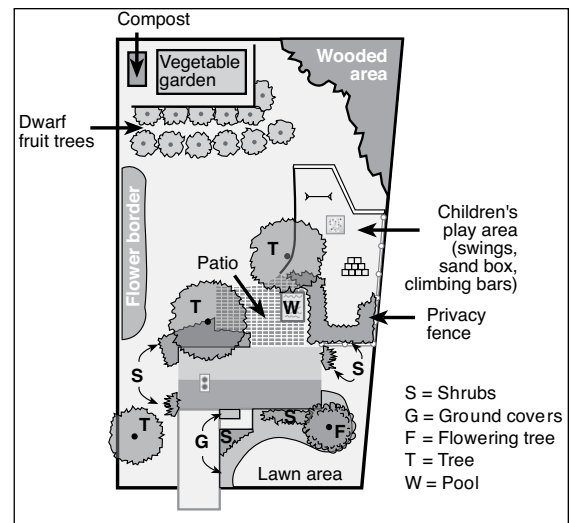 Compost
Vegetable
garden
Wooded
area
Dwarf
fruit trees
Flower border
Children's
play area
(swings,
sand box,
climbing bars)
T
Patio
W
T
Privacy
fence
S
S
T
G
S
S
F
Lawn area
S = Shrubs
G = Ground covers
F = Flowering tree
T = Tree
W = Pool